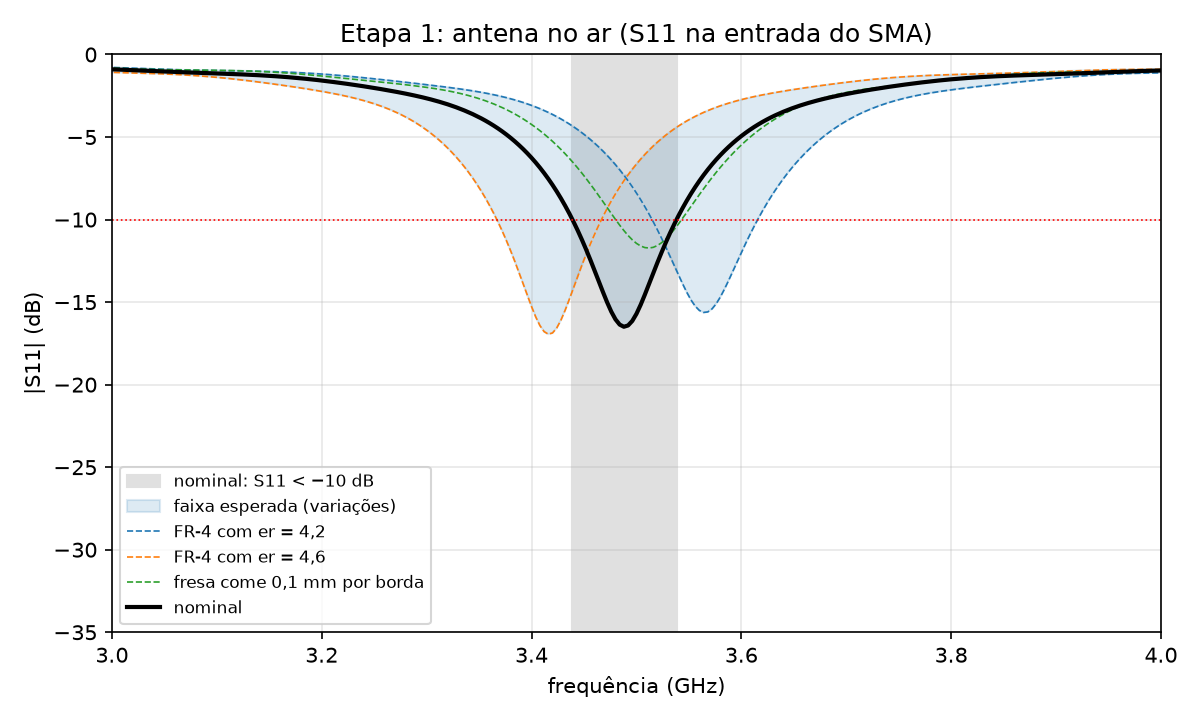 Etapa 1: antena no ar (S11 na entrada do SMA)
|S11| (dB)
0
−5
−10
−15
−20
−25
−30
−35
nominal: S11 < −10 dB
faixa esperada (variações)
FR-4 com er = 4,2
FR-4 com er = 4,6
fresa come 0,1 mm por borda
nominal
3.0 3.2 3.4 3.6 3.8 4.0
frequência (GHz)